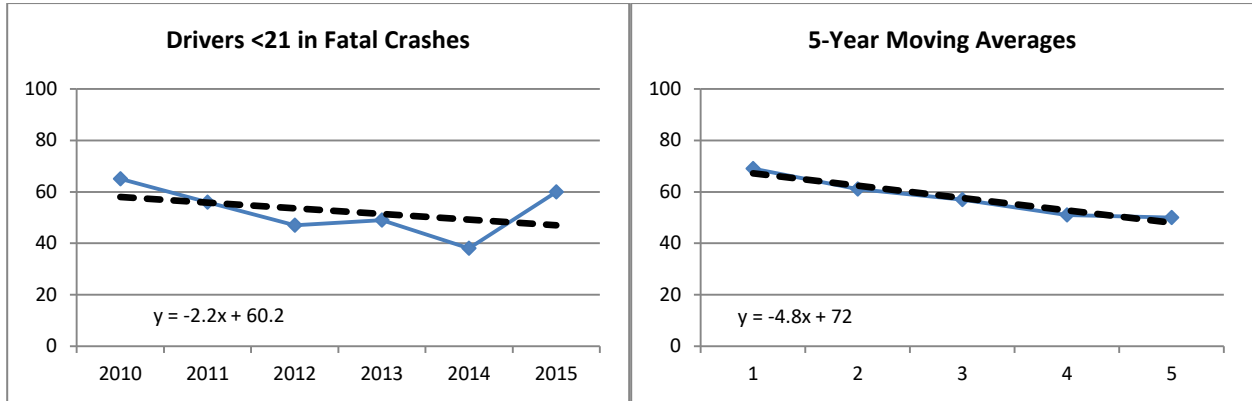 Drivers <21 in Fatal Crashes
100
80
60
40
20
0
y = -2.2x + 60.2
2010 2011 2012 2013 2014 2015
5-Year Moving Averages
100
80
60
40
20
0
y = -4.8x + 72
1 2 3 4 5